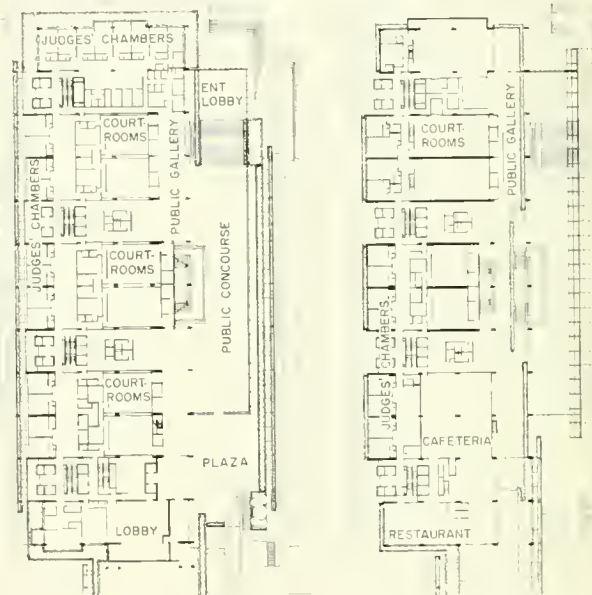 JUDGES' CHAMBERS
ENT
LOBBY
COURT-
ROOMS
PUBLIC GALLERY
JUDGES' CHAMBERS
COURT-
ROOMS
PUBLIC CONCOURSE
COURT-
ROOMS
PLAZA
LOBBY
COURT-
ROOMS
PUBLIC GALLERY
JUDGES' CHAMBERS
CAFETERIA
RESTAURANT